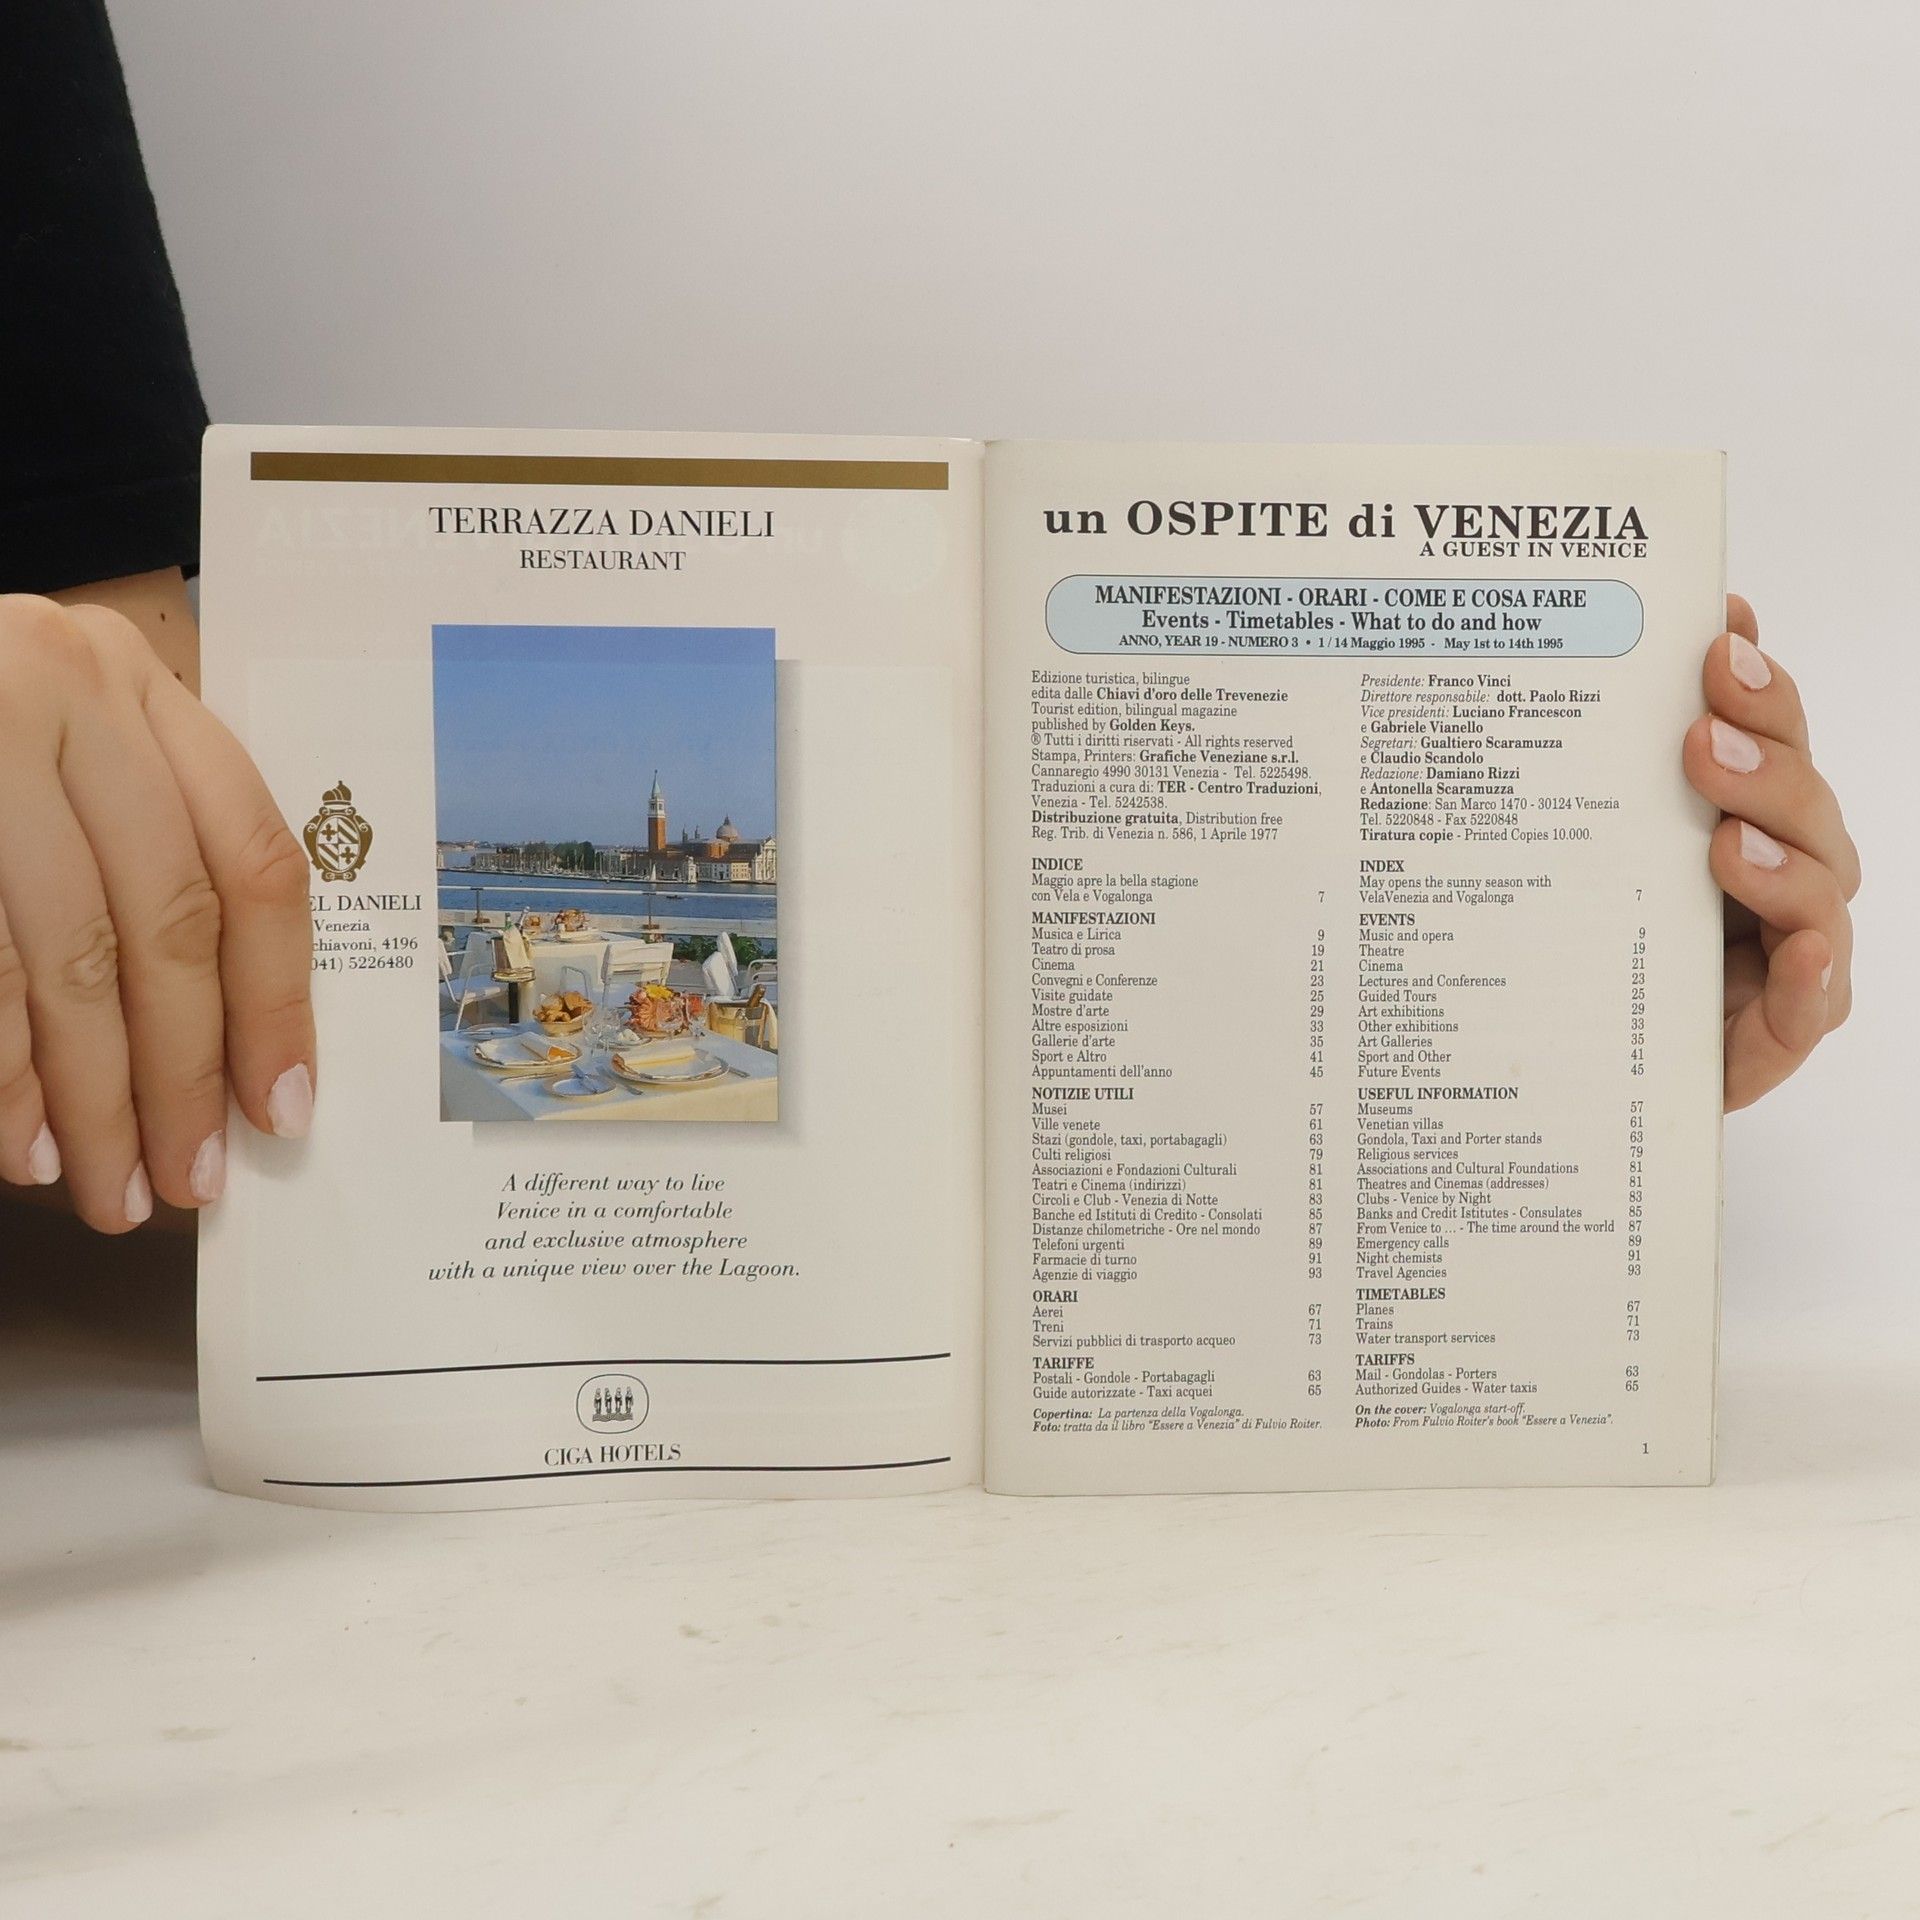 TERRAZZA DANIELI
RESTAURANT
EL DANIELI
Venezia
chiavoni, 4196
041) 5226480
A different way to live
Venice in a comfortable
and exclusive atmosphere
with a unique view over the Lagoon.
CIGA HOTELS
un OSPITE di VENEZIA
A GUEST IN VENICE
MANIFESTAZIONI - ORARI - COME E COSA FARE
Events - Timetables - What to do and how
ANNO, YEAR 19 - NUMERO 3 • 1 / 14 Maggio 1995 - May 1st to 14th 1995
Edizione turistica, bilingue
edita dalle Chiavi d'oro delle Trevenezie
Tourist edition, bilingual magazine
published by Golden Keys.
® Tutti i diritti riservati - All rights reserved
Stampa, Printers: Grafiche Veneziane s.r.l.
Cannaregio 4990 30131 Venezia - Tel. 5225498.
Traduzioni a cura di: TER - Centro Traduzioni,
Venezia - Tel. 5242538.
Distribuzione gratuita, Distribution free
Reg. Trib. di Venezia n. 586, 1 Aprile 1977
Presidente: Franco Vinci
Direttore responsabile: dott. Paolo Rizzi
Vice presidenti: Luciano Francescon
e Gabriele Vianello
Segretari: Gualtiero Scaramuzza
e Claudio Scandolo
Redazione: Damiano Rizzi
e Antonella Scaramuzza
Redazione: San Marco 1470 - 30124 Venezia
Tel. 5220848 - Fax 5220848
Tiratura copie - Printed Copies 10.000.
INDICE
Maggio apre la bella stagione
con Vela e Vogalonga 7
MANIFESTAZIONI
Musica e Lirica 9
Teatro di prosa 19
Cinema 21
Convegni e Conferenze 23
Visite guidate 25
Mostre d'arte 29
Altre esposizioni 33
Gallerie d'arte 35
Sport e Altro 41
Appuntamenti dell'anno 45
NOTIZIE UTILI
Musei 57
Ville venete 61
Stazi (gondole, taxi, portabagagli) 63
Culti religiosi 79
Associazioni e Fondazioni Culturali 81
Teatri e Cinema (indirizzi) 81
Circoli e Club - Venezia di Notte 83
Banche ed Istituti di Credito - Consolati 85
Distanze chilometriche - Ore nel mondo 87
Telefoni urgenti 89
Farmacie di turno 91
Agenzie di viaggio 93
ORARI
Aerei 67
Treni 71
Servizi pubblici di trasporto acqueo 73
TARIFFE
Postali - Gondole - Portabagagli 63
Guide autorizzate - Taxi acquei 65
Copertina: La partenza della Vogalonga.
Foto: tratta da il libro "Essere a Venezia" di Fulvio Roiter.
INDEX
May opens the sunny season with
VelaVenezia and Vogalonga 7
EVENTS
Music and opera 9
Theatre 19
Cinema 21
Lectures and Conferences 23
Guided Tours 25
Art exhibitions 29
Other exhibitions 33
Art Galleries 35
Sport and Other 41
Future Events 45
USEFUL INFORMATION
Museums 57
Venetian villas 61
Gondola, Taxi and Porter stands 63
Religious services 79
Associations and Cultural Foundations 81
Theatres and Cinemas (addresses) 81
Clubs - Venice by Night 83
Banks and Credit Istitutes - Consulates 85
From Venice to ... - The time around the world 87
Emergency calls 89
Night chemists 91
Travel Agencies 93
TIMETABLES
Planes 67
Trains 71
Water transport services 73
TARIFFS
Mail - Gondolas - Porters 63
Authorized Guides - Water taxis 65
On the cover: Vogalonga start-off.
Photo: From Fulvio Roiter's book "Essere a Venezia".
1